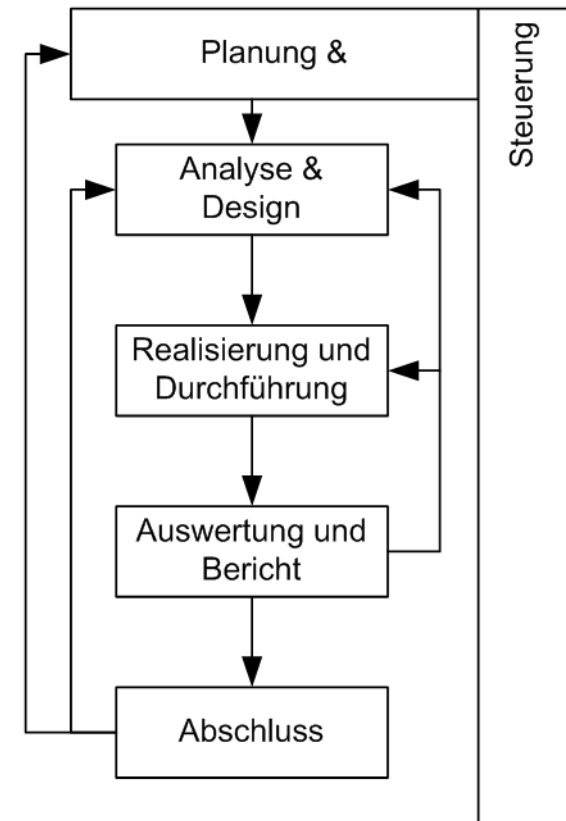 Planung &
Steuerung
Analyse &
Design
Realisierung und
Durchführung
Auswertung und
Bericht
Abschluss